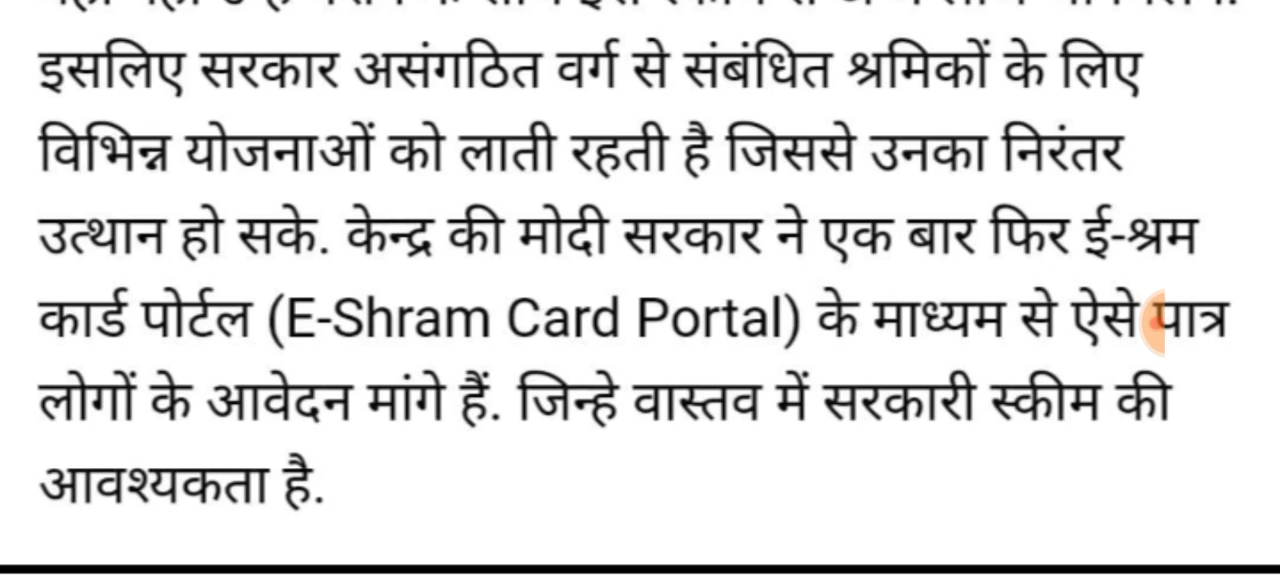 इसलिए सरकार असंगठित वर्ग से संबंधित श्रमिकों के लिए
विभिन्न योजनाओं को लाती रहती है जिससे उनका निरंतर
उत्थान हो सके. केन्द्र की मोदी सरकार ने एक बार फिर ई-श्रम
कार्ड पोर्टल (E-Shram Card Portal) के माध्यम से ऐसे पात्र
लोगों के आवेदन मांगे हैं. जिन्हे वास्तव में सरकारी स्कीम की
आवश्यकता है.